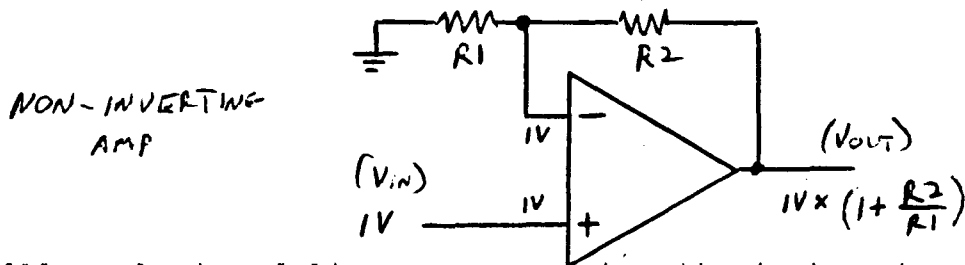 R1 R2
NON-INVERTING
AMP
1V −
(VOUT)
(VIN)
1V 1V +
1V × (1 + R2/R1)